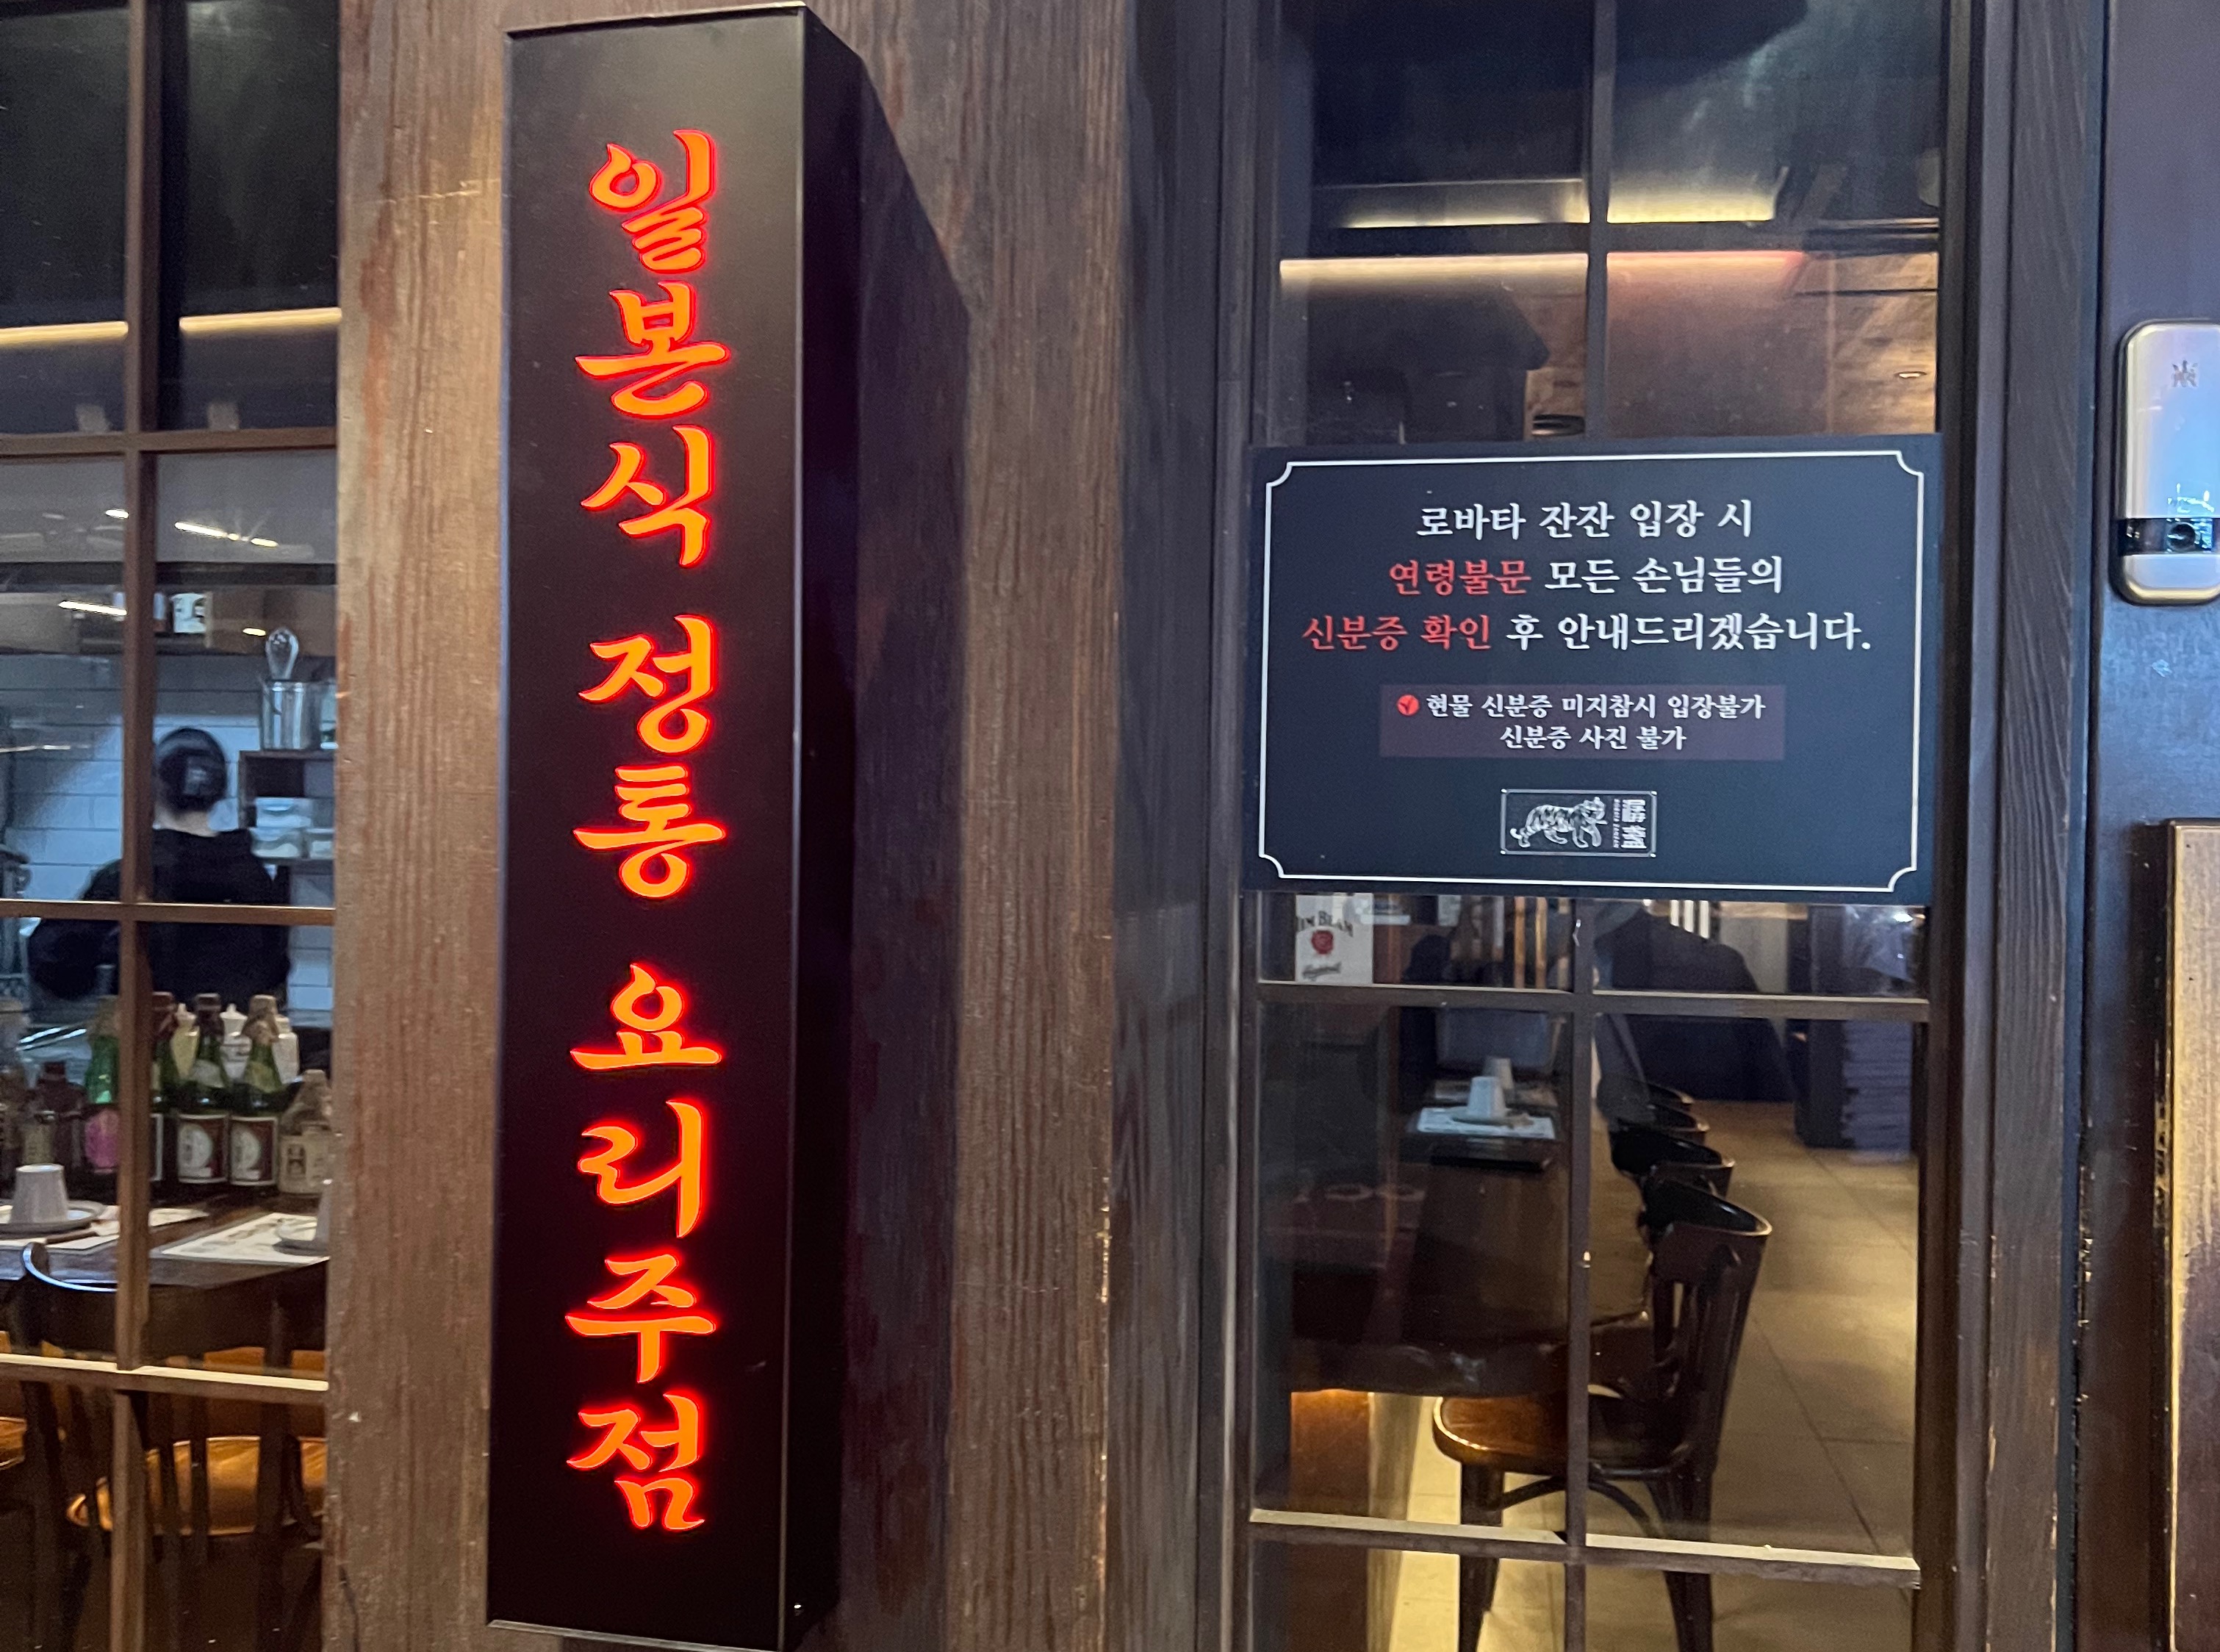 일본식 정통 요리주점
로바타 잔잔 입장 시
연령불문 모든 손님들의
신분증 확인 후 안내드리겠습니다.
현물 신분증 미지참시 입장불가
신분증 사진 불가
JIM BEAM
Highball